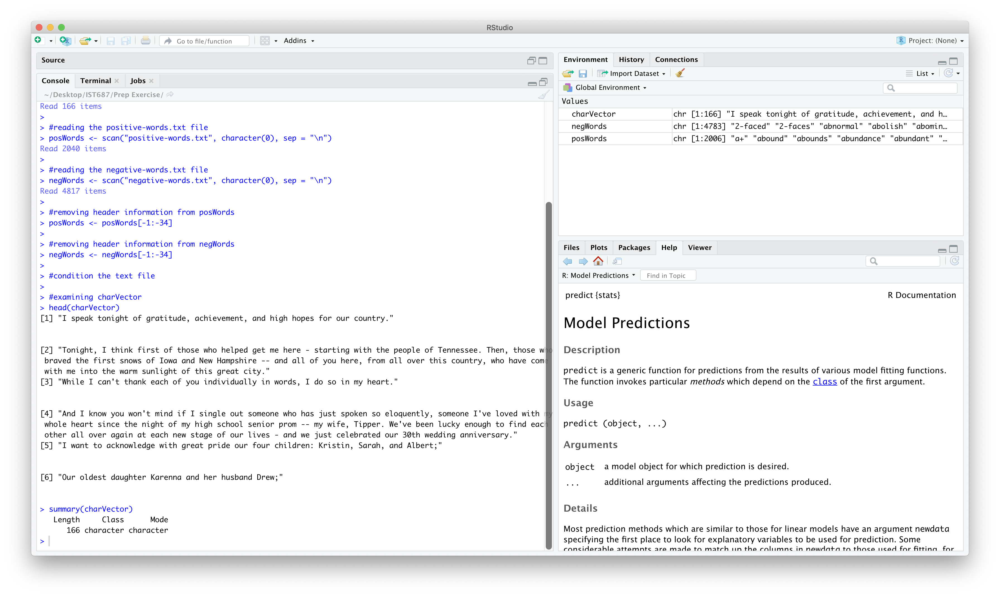 RStudio
Go to file/function
Addins
Project: (None)
Source
Console Terminal Jobs
~/Desktop/IST687/Prep Exercise/
Read 166 items
>
> #reading the positive-words.txt file
> posWords <- scan("positive-words.txt", character(0), sep = "\n")
Read 2040 items
>
> #reading the negative-words.txt file
> negWords <- scan("negative-words.txt", character(0), sep = "\n")
Read 4817 items
>
> #removing header information from posWords
> posWords <- posWords[-1:-34]
>
> #removing header information from negWords
> negWords <- negWords[-1:-34]
>
> #condition the text file
>
> #examining charVector
> head(charVector)
[1] "I speak tonight of gratitude, achievement, and high hopes for our country."
[2] "Tonight, I think first of those who helped get me here - starting with the people of Tennessee. Then, those who
braved the first snows of Iowa and New Hampshire -- and all of you here, from all over this country, who have come
with me into the warm sunlight of this great city."
[3] "While I can't thank each of you individually in words, I do so in my heart."
[4] "And I know you won't mind if I single out someone who has just spoken so eloquently, someone I've loved with my
whole heart since the night of my high school senior prom -- my wife, Tipper. We've been lucky enough to find each
other all over again at each new stage of our lives - and we just celebrated our 30th wedding anniversary."
[5] "I want to acknowledge with great pride our four children: Kristin, Sarah, and Albert;"
[6] "Our oldest daughter Karenna and her husband Drew;"
> summary(charVector)
Length Class Mode
166 character character
>
Environment History Connections
Import Dataset
List
Global Environment
Values
charVector chr [1:166] "I speak tonight of gratitude, achievement, and h…
negWords chr [1:4783] "2-faced" "2-faces" "abnormal" "abolish" "abomin…
posWords chr [1:2006] "a+" "abound" "abounds" "abundance" "abundant" "…
Files Plots Packages Help Viewer
R: Model Predictions
Find in Topic
predict {stats}
R Documentation
Model Predictions
Description
predict is a generic function for predictions from the results of various model fitting functions.
The function invokes particular methods which depend on the class of the first argument.
Usage
predict (object, ...)
Arguments
object a model object for which prediction is desired.
... additional arguments affecting the predictions produced.
Details
Most prediction methods which are similar to those for linear models have an argument newdata
specifying the first place to look for explanatory variables to be used for prediction. Some
considerable attempts are made to match up the columns in newdata to those used for fitting, for